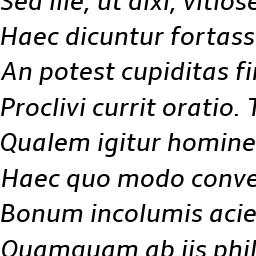 Sed ille, ut dixi, vitiose
Haec dicuntur fortass
An potest cupiditas fin
Proclivi currit oratio. T
Qualem igitur homine
Haec quo modo conve
Bonum incolumis acie
Quamquam ab iis phil